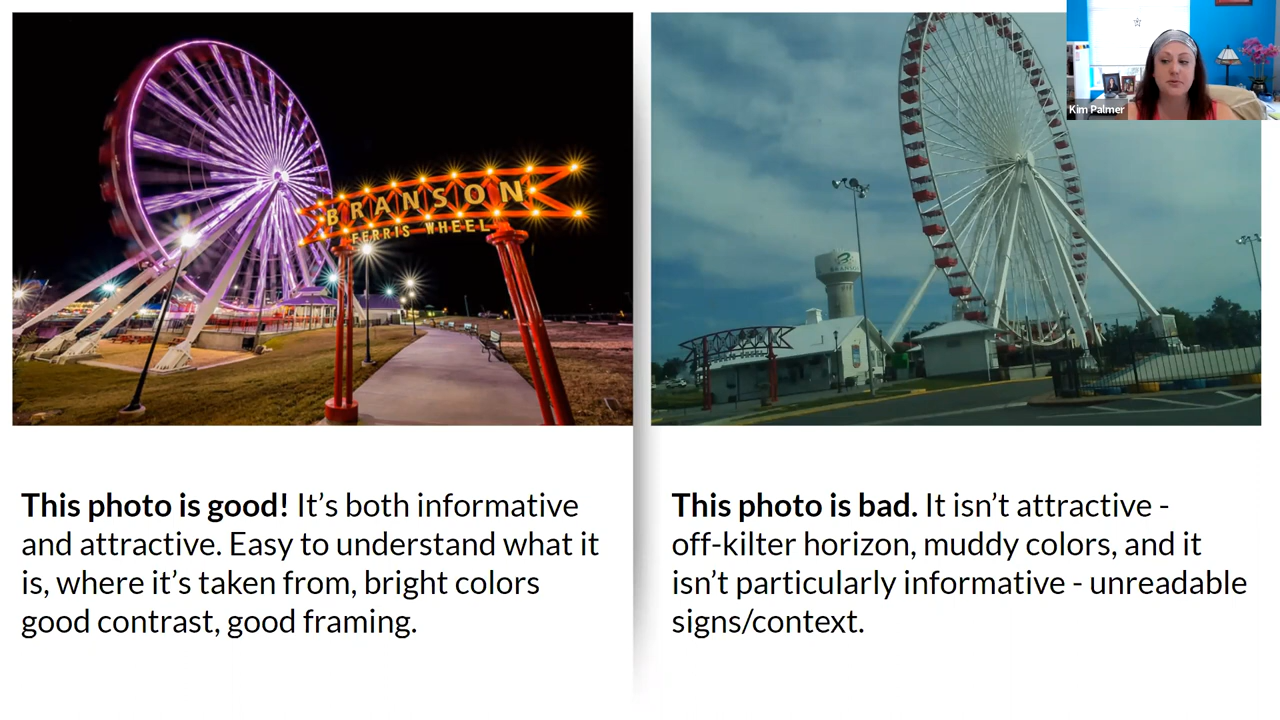 BRANSON
FERRIS WHEEL
Kim Palmer
This photo is good! It’s both informative
and attractive. Easy to understand what it
is, where it’s taken from, bright colors
good contrast, good framing.
This photo is bad. It isn’t attractive -
off-kilter horizon, muddy colors, and it
isn’t particularly informative - unreadable
signs/context.